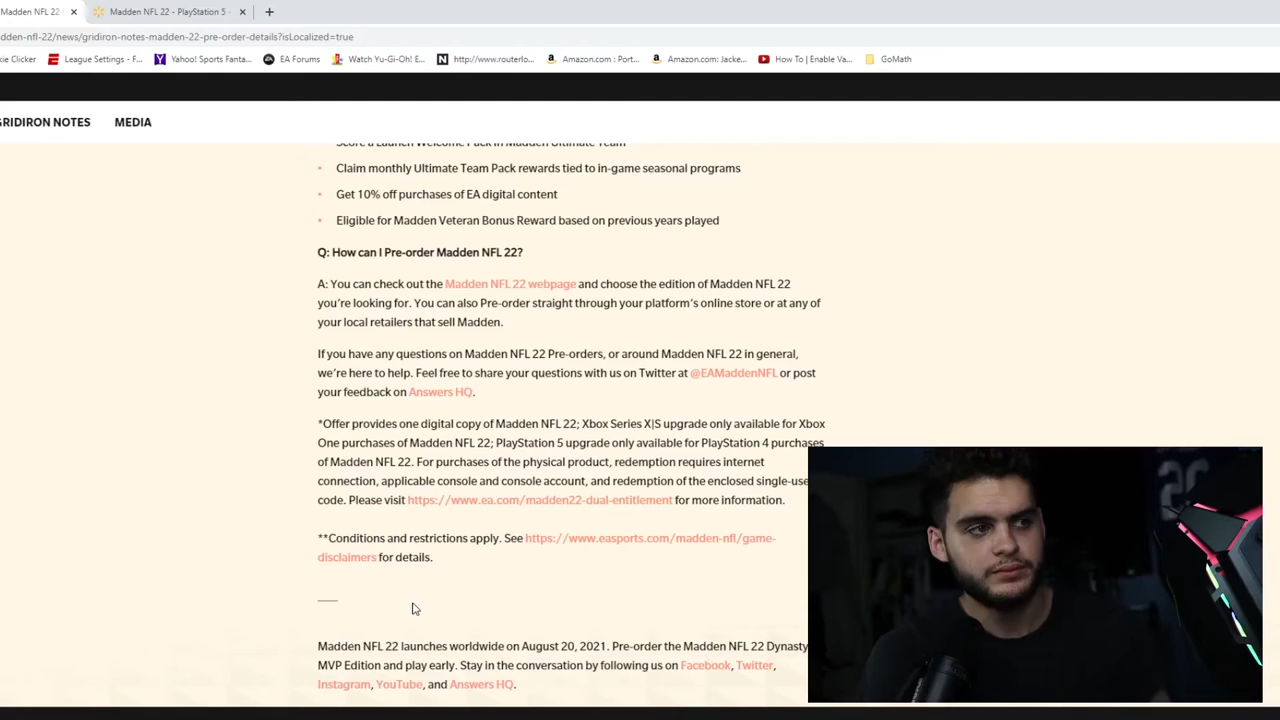 Madden NFL 22
Madden NFL 22 - PlayStation 5 -
dden-nfl-22/news/gridiron-notes-madden-22-pre-order-details?isLocalized=true
kie Clicker League Settings - F... Yahoo! Sports Fanta... EA Forums Watch Yu-Gi-Oh! E... http://www.routerlo... Amazon.com : Port... Amazon.com: Jacke... How To | Enable Va... GoMath
GRIDIRON NOTES MEDIA
Score a Launch Welcome Pack in Madden Ultimate Team
Claim monthly Ultimate Team Pack rewards tied to in-game seasonal programs
Get 10% off purchases of EA digital content
Eligible for Madden Veteran Bonus Reward based on previous years played
Q: How can I Pre-order Madden NFL 22?
A: You can check out the Madden NFL 22 webpage and choose the edition of Madden NFL 22
you're looking for. You can also Pre-order straight through your platform's online store or at any of
your local retailers that sell Madden.
If you have any questions on Madden NFL 22 Pre-orders, or around Madden NFL 22 in general,
we're here to help. Feel free to share your questions with us on Twitter at @EAMaddenNFL or post
your feedback on Answers HQ.
*Offer provides one digital copy of Madden NFL 22; Xbox Series X|S upgrade only available for Xbox
One purchases of Madden NFL 22; PlayStation 5 upgrade only available for PlayStation 4 purchases
of Madden NFL 22. For purchases of the physical product, redemption requires internet
connection, applicable console and console account, and redemption of the enclosed single-use
code. Please visit https://www.ea.com/madden22-dual-entitlement for more information.
**Conditions and restrictions apply. See https://www.easports.com/madden-nfl/game-
disclaimers for details.
Madden NFL 22 launches worldwide on August 20, 2021. Pre-order the Madden NFL 22 Dynasty
MVP Edition and play early. Stay in the conversation by following us on Facebook, Twitter,
Instagram, YouTube, and Answers HQ.